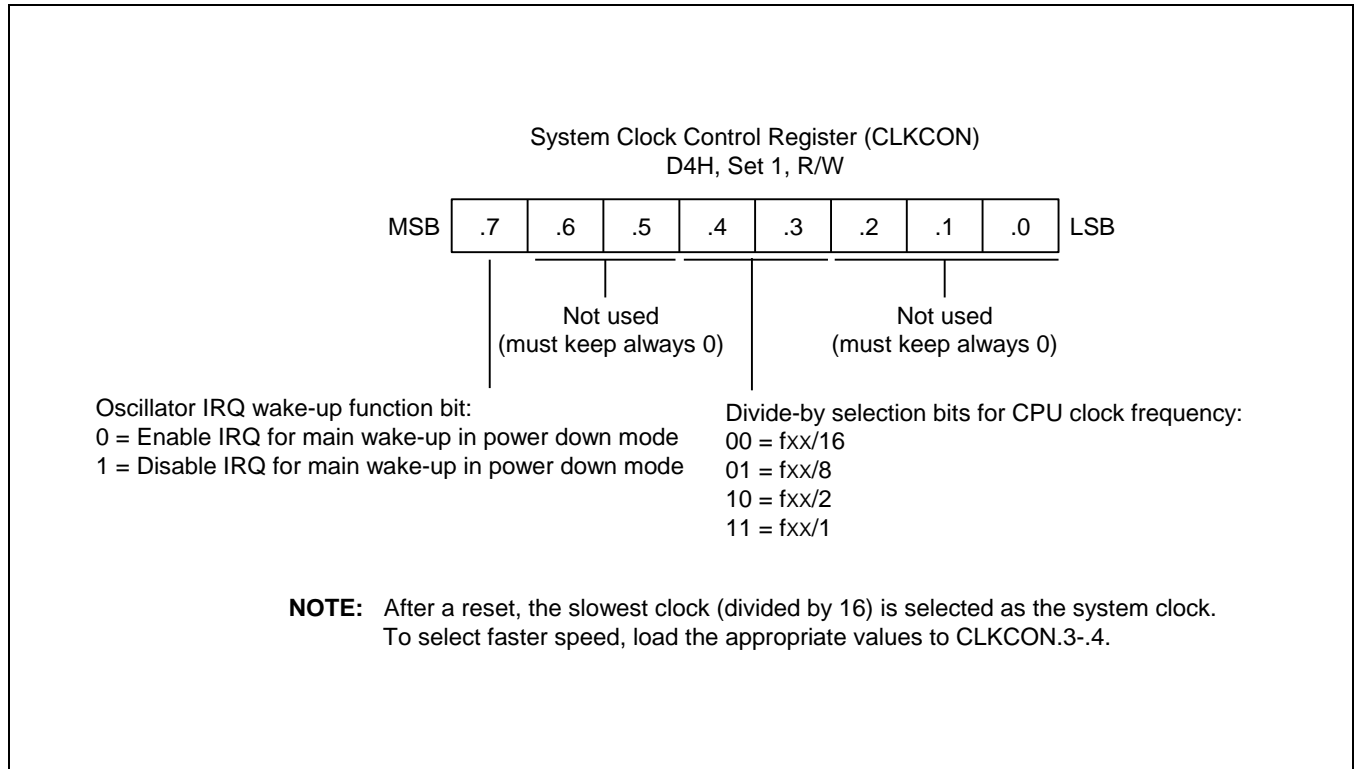 System Clock Control Register (CLKCON)
D4H, Set 1, R/W
MSB .7 .6 .5 .4 .3 .2 .1 .0 LSB
Not used
(must keep always 0)
Not used
(must keep always 0)
Oscillator IRQ wake-up function bit:
0 = Enable IRQ for main wake-up in power down mode
1 = Disable IRQ for main wake-up in power down mode
Divide-by selection bits for CPU clock frequency:
00 = fXX/16
01 = fXX/8
10 = fXX/2
11 = fXX/1
NOTE: After a reset, the slowest clock (divided by 16) is selected as the system clock.
To select faster speed, load the appropriate values to CLKCON.3-.4.